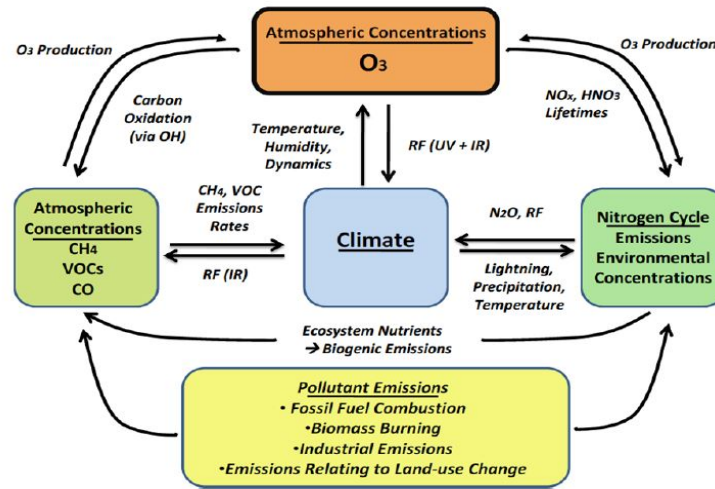 Atmospheric Concentrations
O₃
O₃ Production
O₃ Production
Carbon
Oxidation
(via OH)
Temperature,
Humidity,
Dynamics
RF (UV + IR)
NOₓ, HNO₃
Lifetimes
Atmospheric
Concentrations
CH₄
VOCs
CO
CH₄, VOC
Emissions
Rates
RF (IR)
Climate
N₂O, RF
Lightning,
Precipitation,
Temperature
Nitrogen Cycle
Emissions
Environmental
Concentrations
Ecosystem Nutrients
→ Biogenic Emissions
Pollutant Emissions
• Fossil Fuel Combustion
•Biomass Burning
•Industrial Emissions
•Emissions Relating to Land-use Change